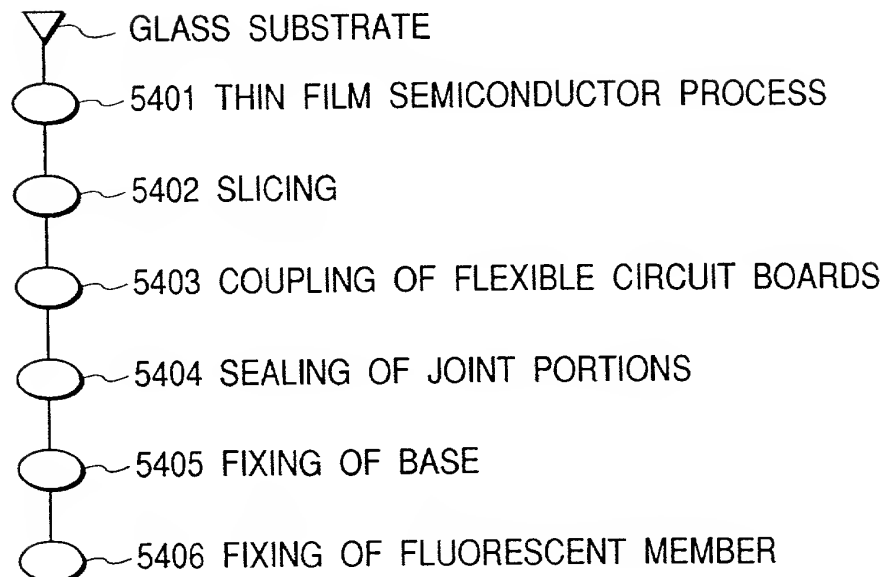 GLASS SUBSTRATE
5401 THIN FILM SEMICONDUCTOR PROCESS
5402 SLICING
5403 COUPLING OF FLEXIBLE CIRCUIT BOARDS
5404 SEALING OF JOINT PORTIONS
5405 FIXING OF BASE
5406 FIXING OF FLUORESCENT MEMBER